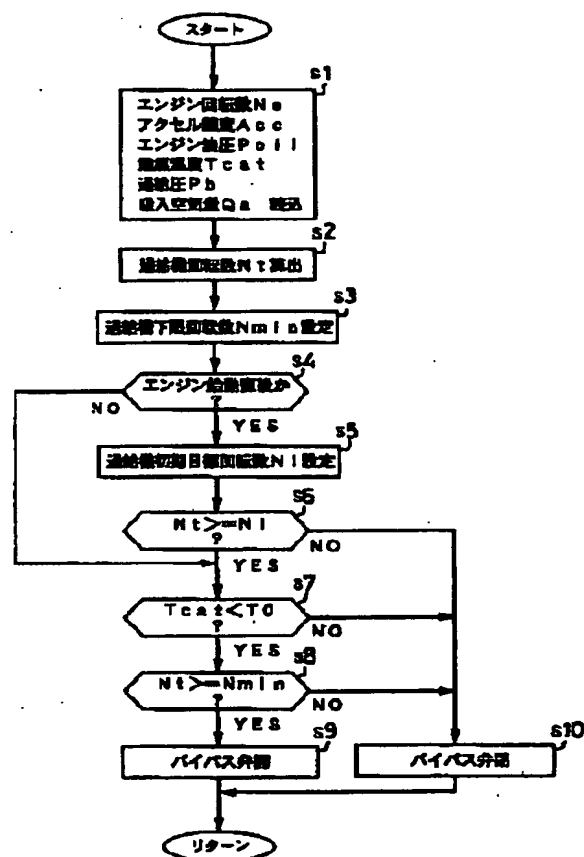 スタート
s1
エンジン回転数Ne
アクセル開度Acc
エンジン油圧Poil
触媒温度Tcat
過給圧Pb
吸入空気量Qa 読込
s2
過給機回転数Nt算出
s3
過給機下限回転数Nmin設定
s4
エンジン始動直後か
?
NO
YES
s5
過給機初期目標回転数Ni設定
s6
Nt>=Ni
?
NO
YES
s7
Tcat<T0
?
NO
YES
s8
Nt>=Nmin
?
NO
YES
s9
バイパス弁開
s10
バイパス弁閉
リターン